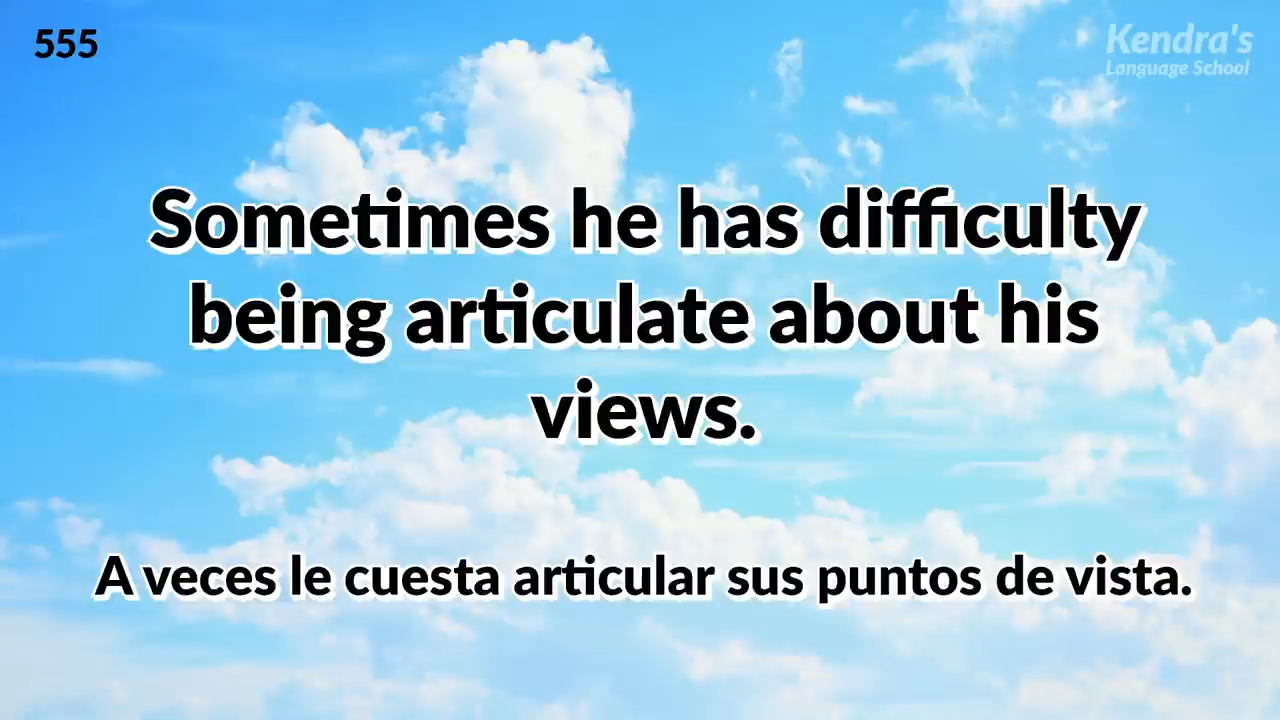 555
Kendra's
Language School
Sometimes he has difficulty
being articulate about his
views.
A veces le cuesta articular sus puntos de vista.